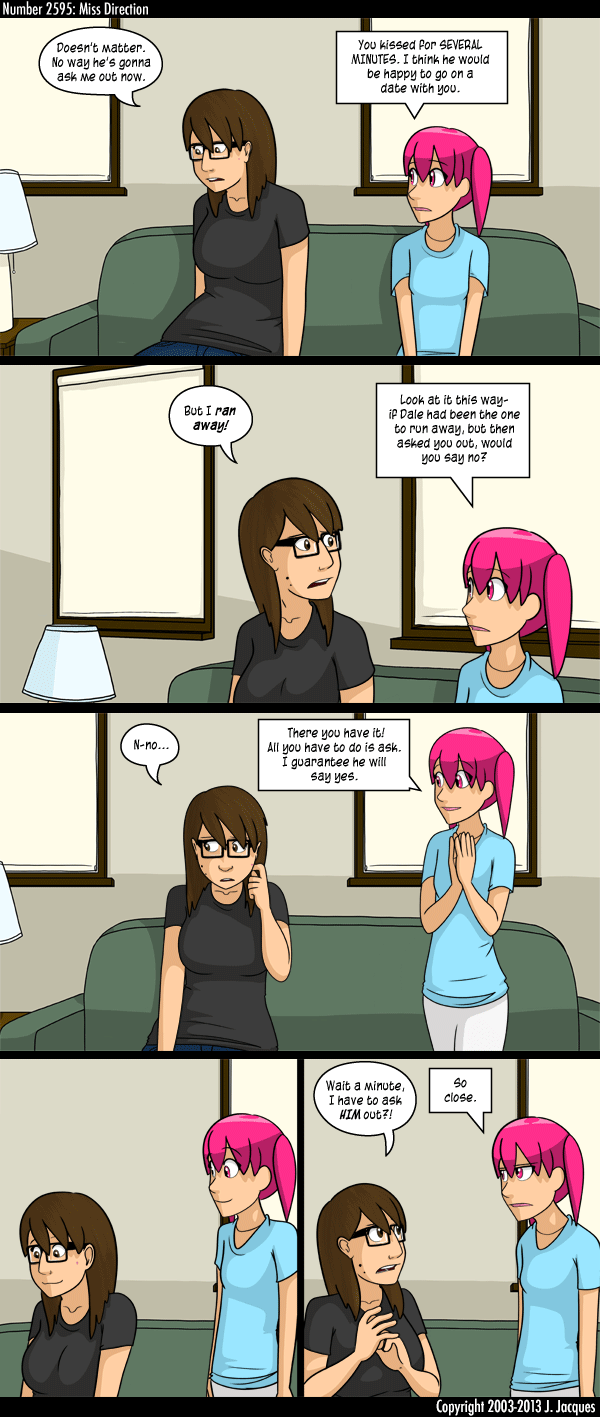 Number 2595: Miss Direction
Doesn't matter.
No way he's gonna
ask me out now.
You kissed for SEVERAL
MINUTES. I think he would
be happy to go on a
date with you.
But I ran
away!
Look at it this way-
if Dale had been the one
to run away, but then
asked you out, would
you say no?
N-no...
There you have it!
All you have to do is ask.
I guarantee he will
say yes.
Wait a minute,
I have to ask
HIM out?!
So
close.
Copyright 2003-2013 J. Jacques